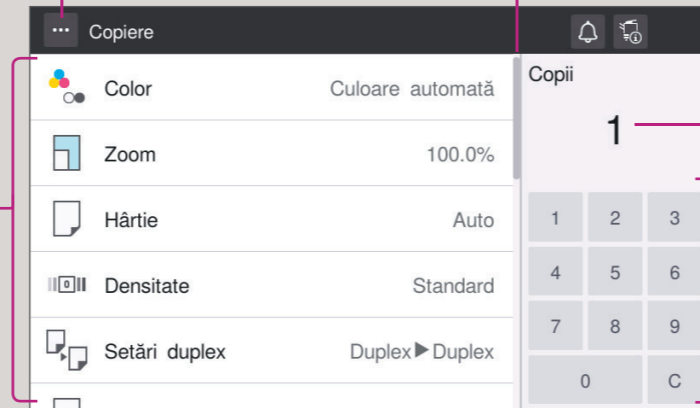 Copiere
Color Culoare automată
Zoom 100.0%
Hârtie Auto
Densitate Standard
Setări duplex Duplex▶Duplex
Copii
1
1 2 3
4 5 6
7 8 9
0 C